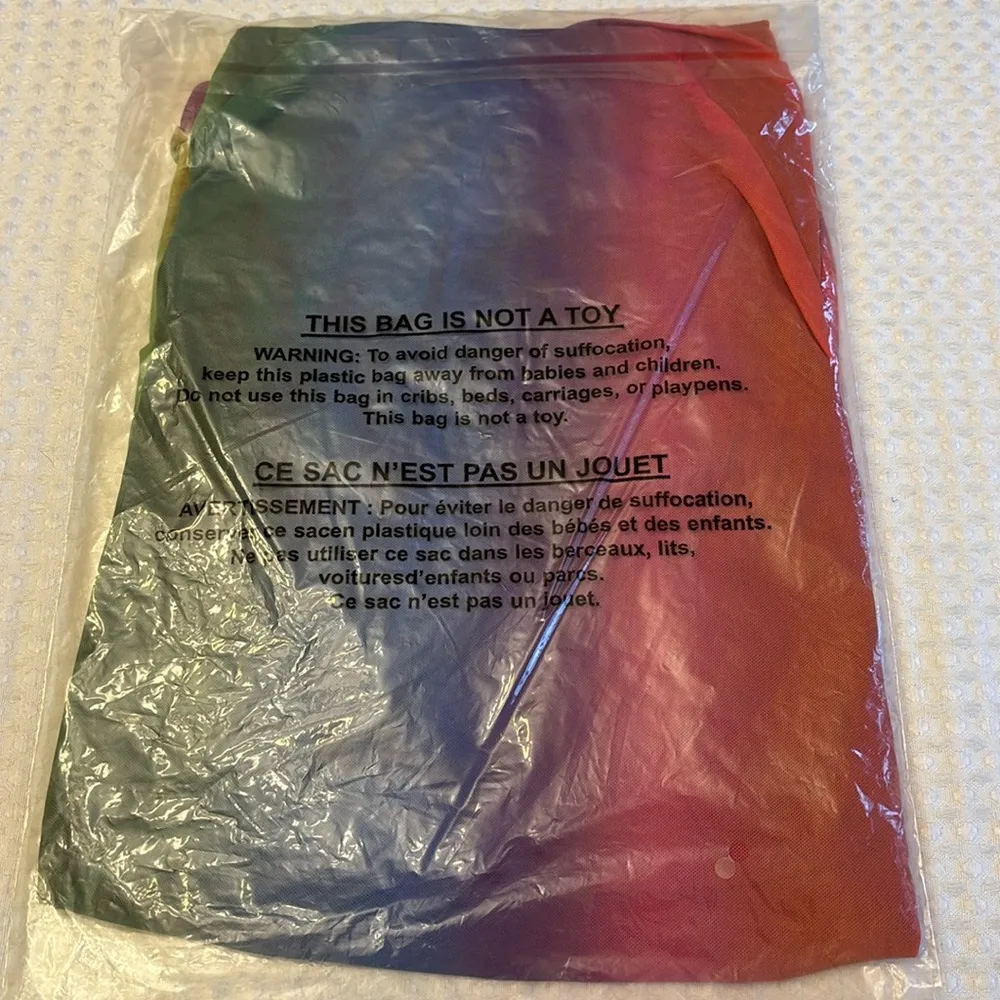 THIS BAG IS NOT A TOY
WARNING: To avoid danger of suffocation,
keep this plastic bag away from babies and children.
Do not use this bag in cribs, beds, carriages, or playpens.
This bag is not a toy.
CE SAC N'EST PAS UN JOUET
AVERTISSEMENT : Pour éviter le danger de suffocation,
conserver ce sacen plastique loin des bébés et des enfants.
Ne pas utiliser ce sac dans les berceaux, lits,
voituresd'enfants ou parcs.
Ce sac n'est pas un jouet.